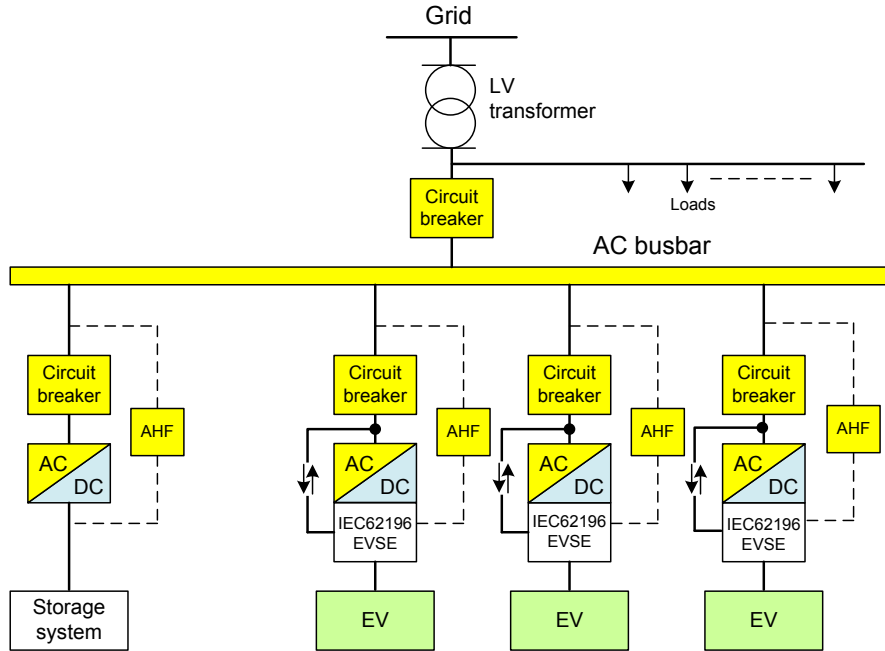 Grid
LV
transformer
Circuit
breaker
Loads
AC busbar
Circuit
breaker
Circuit
breaker
Circuit
breaker
Circuit
breaker
AHF
AHF
AHF
AHF
AC
DC
AC
DC
AC
DC
AC
DC
IEC62196
EVSE
IEC62196
EVSE
IEC62196
EVSE
Storage
system
EV
EV
EV